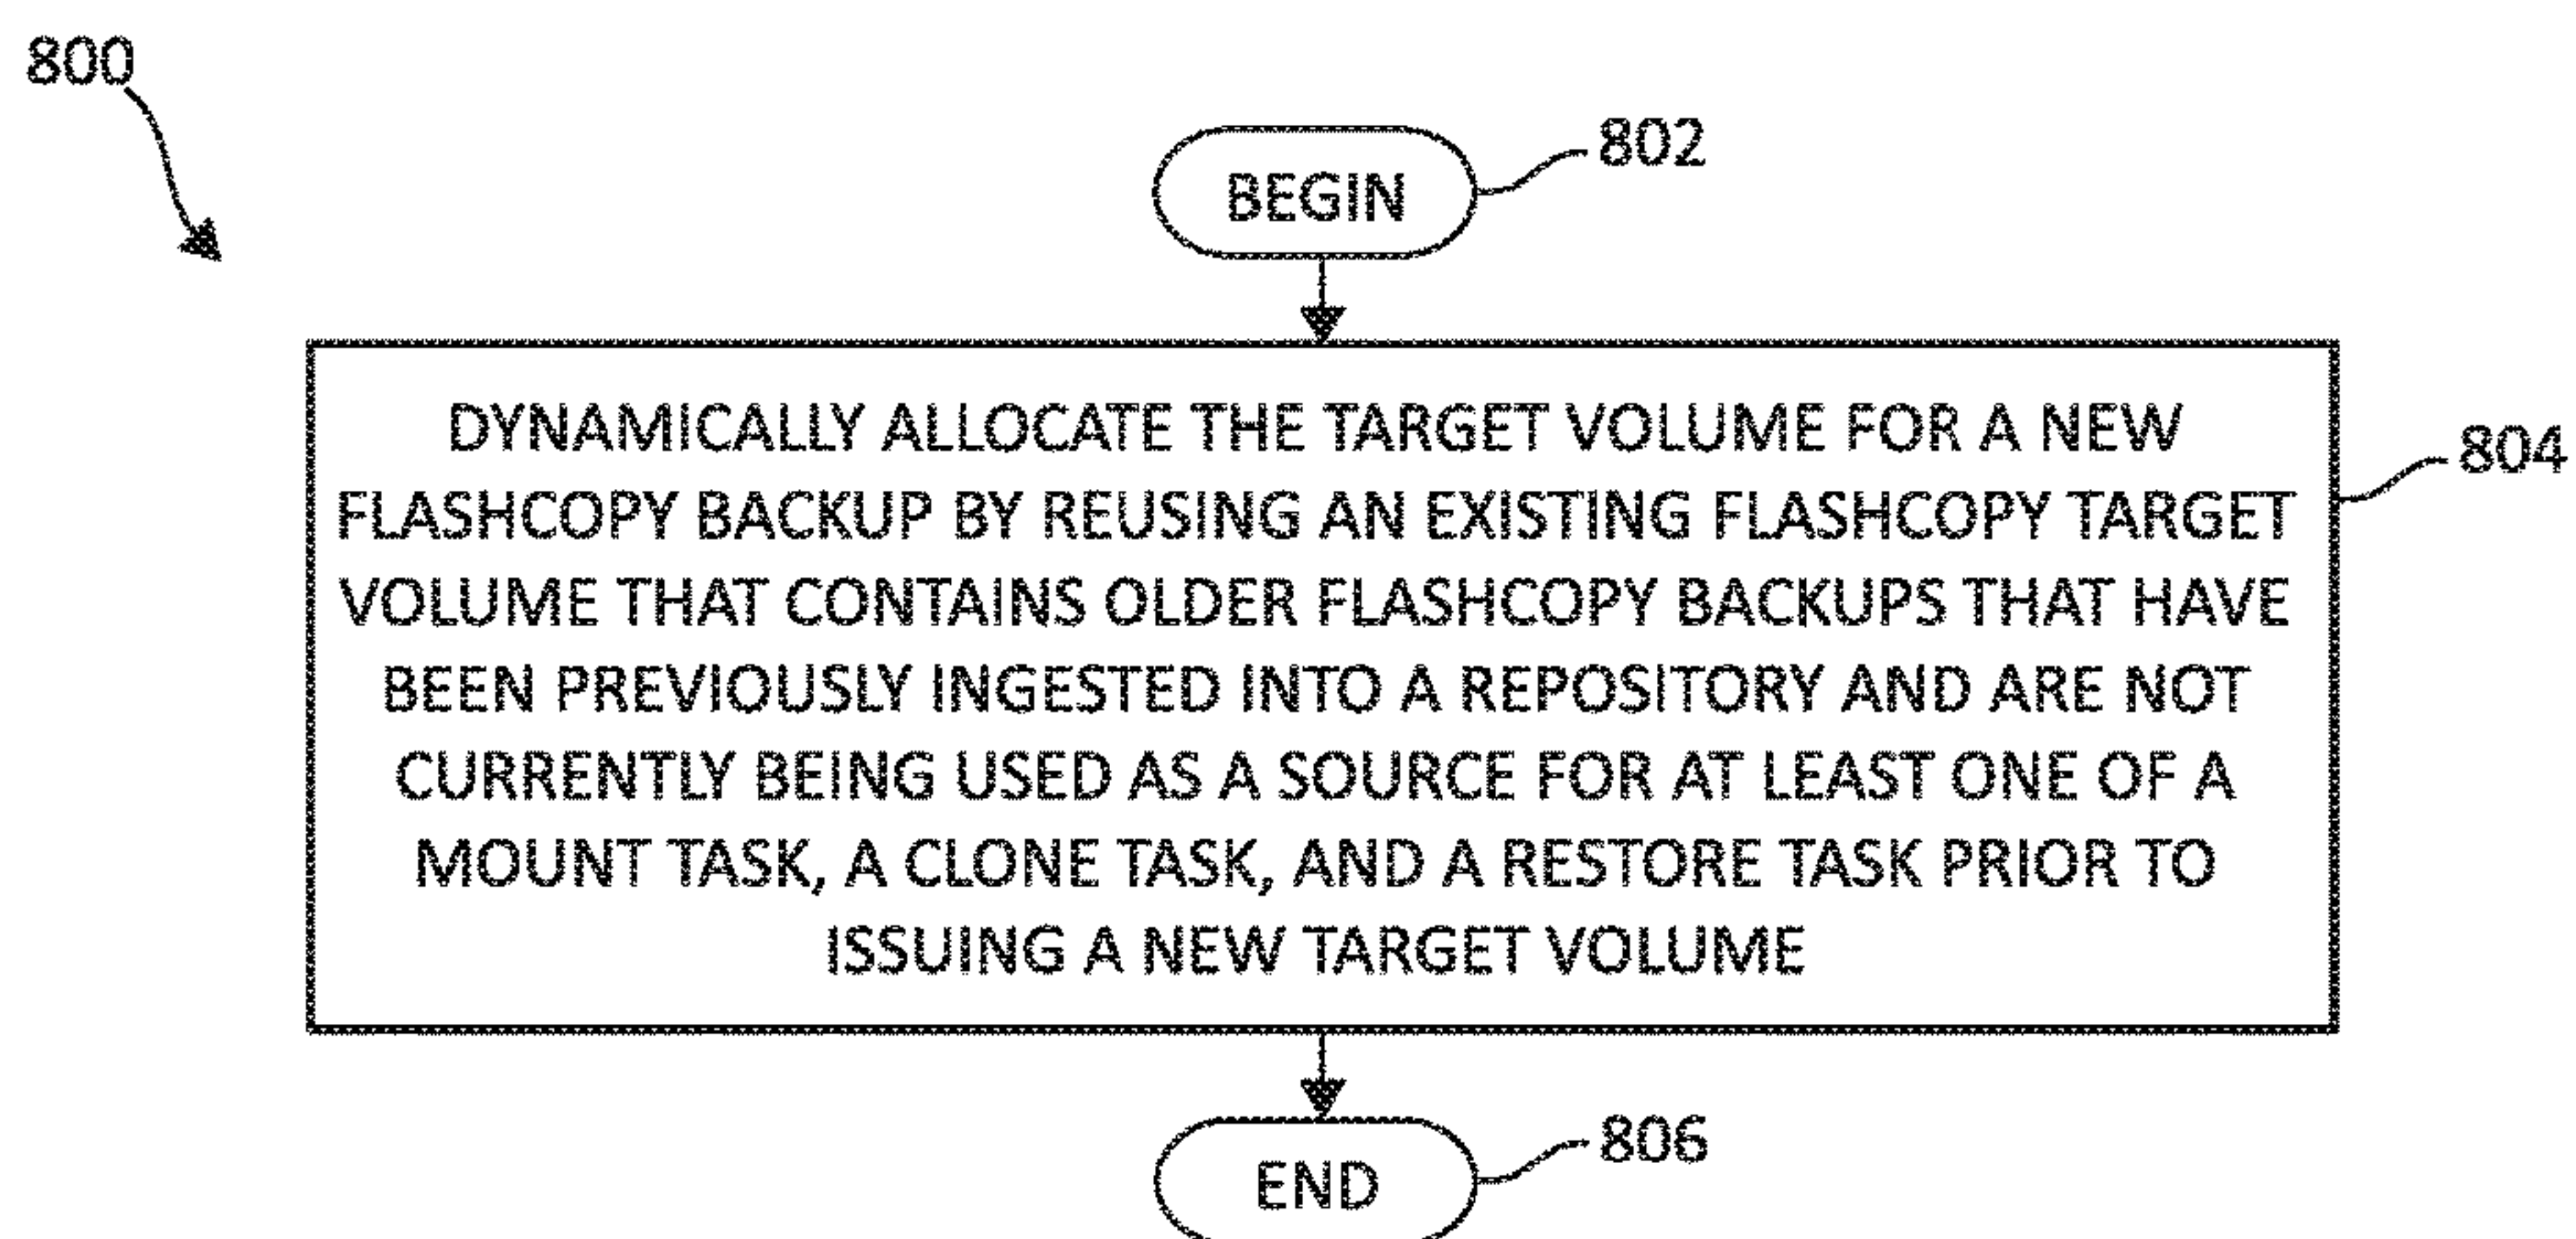 800
BEGIN
802
DYNAMICALLY ALLOCATE THE TARGET VOLUME FOR A NEW
FLASHCOPY BACKUP BY REUSING AN EXISTING FLASHCOPY TARGET
VOLUME THAT CONTAINS OLDER FLASHCOPY BACKUPS THAT HAVE
BEEN PREVIOUSLY INGESTED INTO A REPOSITORY AND ARE NOT
CURRENTLY BEING USED AS A SOURCE FOR AT LEAST ONE OF A
MOUNT TASK, A CLONE TASK, AND A RESTORE TASK PRIOR TO
ISSUING A NEW TARGET VOLUME
804
END
806